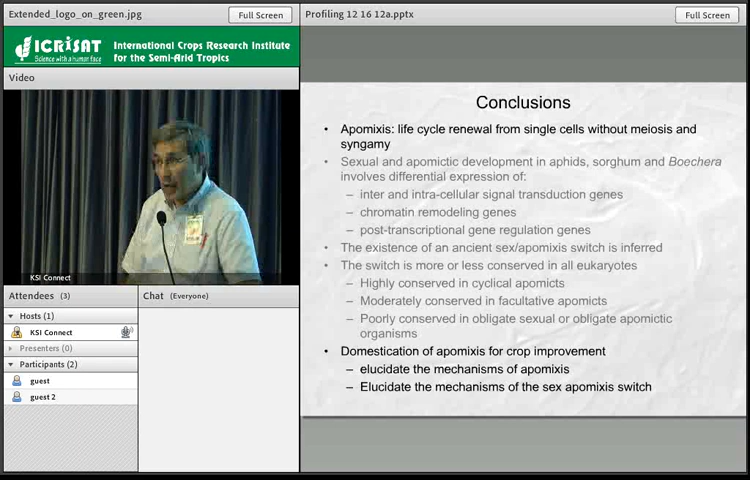 Extended_logo_on_green.jpg
Full Screen
Profiling 12 16 12a.pptx
Full Screen
ICRISAT
Science with a human face
International Crops Research Institute
for the Semi-Arid Tropics
Video
KSI Connect
Attendees (3)
Hosts (1)
KSI Connect
Presenters (0)
Participants (2)
guest
guest 2
Chat (Everyone)
Conclusions
• Apomixis: life cycle renewal from single cells without meiosis and
syngamy
• Sexual and apomictic development in aphids, sorghum and Boechera
involves differential expression of:
– inter and intra-cellular signal transduction genes
– chromatin remodeling genes
– post-transcriptional gene regulation genes
• The existence of an ancient sex/apomixis switch is inferred
• The switch is more or less conserved in all eukaryotes
– Highly conserved in cyclical apomicts
– Moderately conserved in facultative apomicts
– Poorly conserved in obligate sexual or obligate apomictic
organisms
• Domestication of apomixis for crop improvement
– elucidate the mechanisms of apomixis
– Elucidate the mechanisms of the sex apomixis switch